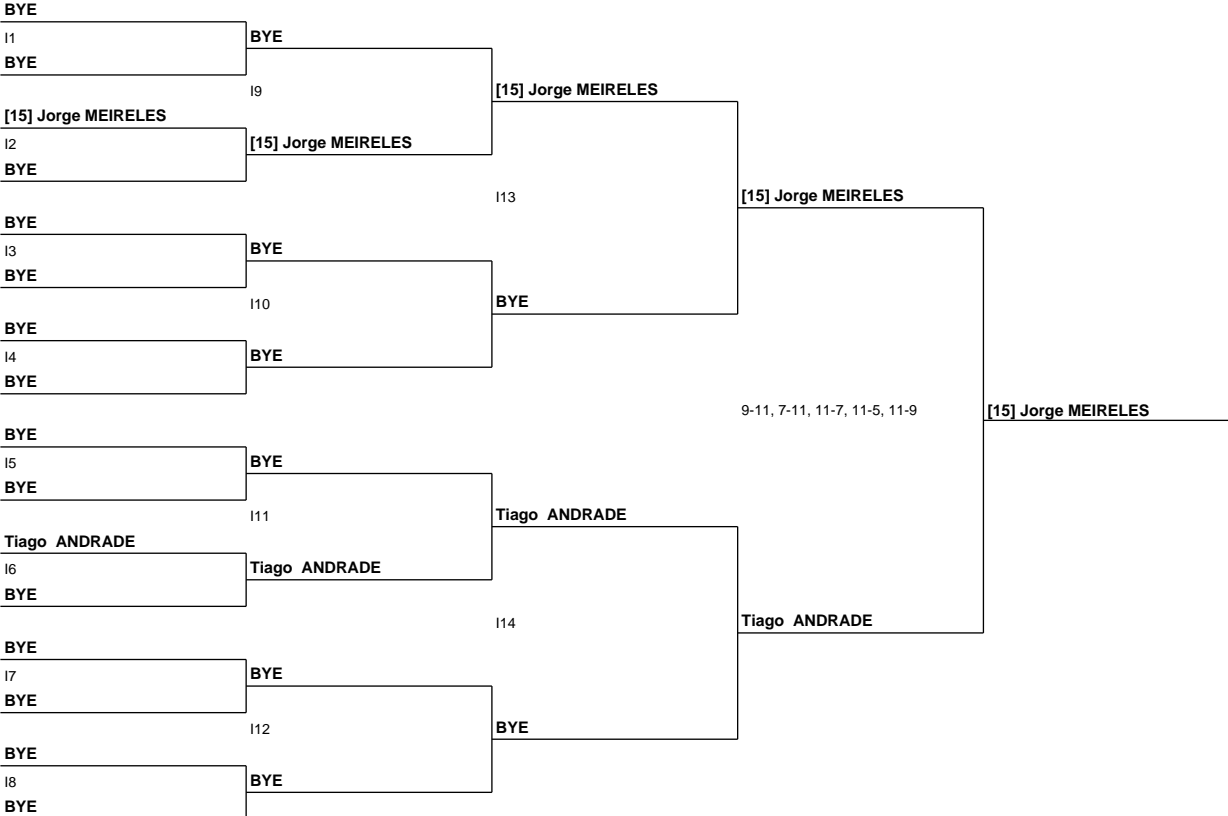 BYE
I1
BYE
[15] Jorge MEIRELES
I2
BYE
BYE
I3
BYE
BYE
I4
BYE
BYE
I5
BYE
Tiago ANDRADE
I6
BYE
BYE
I7
BYE
BYE
I8
BYE
BYE
I9
[15] Jorge MEIRELES
BYE
I10
BYE
BYE
I11
Tiago ANDRADE
BYE
I12
BYE
[15] Jorge MEIRELES
I13
BYE
Tiago ANDRADE
I14
BYE
[15] Jorge MEIRELES
9-11, 7-11, 11-7, 11-5, 11-9
Tiago ANDRADE
[15] Jorge MEIRELES